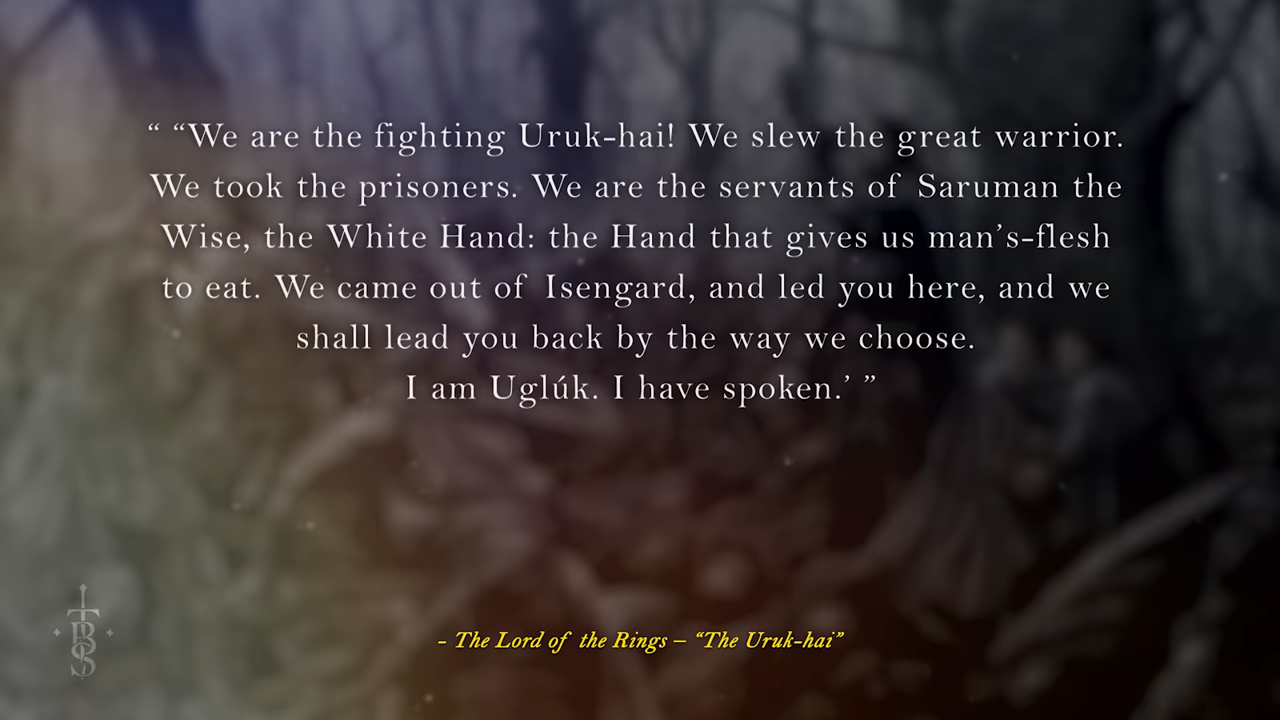 “ “We are the fighting Uruk-hai! We slew the great warrior.
We took the prisoners. We are the servants of Saruman the
Wise, the White Hand: the Hand that gives us man’s-flesh
to eat. We came out of Isengard, and led you here, and we
shall lead you back by the way we choose.
I am Uglúk. I have spoken.’ ”
- The Lord of the Rings – “The Uruk-hai”
TBS